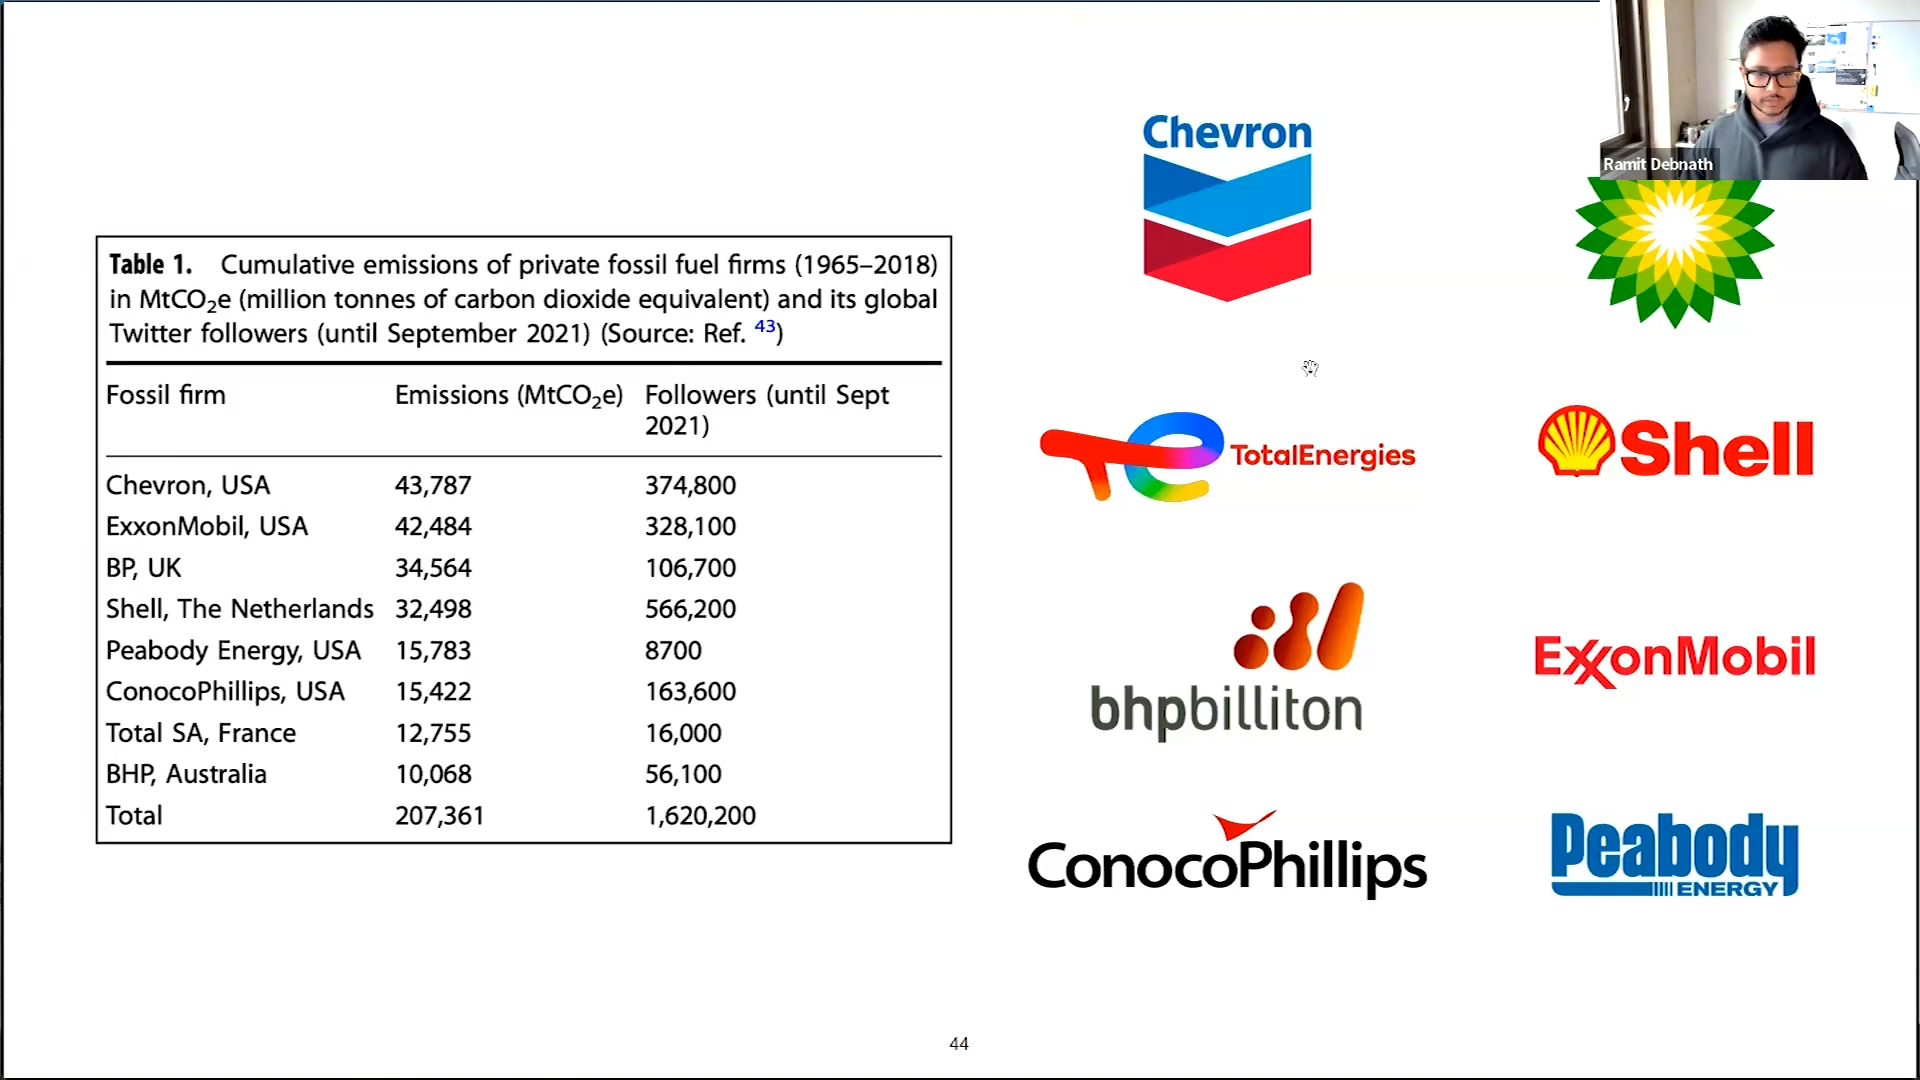 Ramit Debnath
Table 1. Cumulative emissions of private fossil fuel firms (1965–2018)
in MtCO₂e (million tonnes of carbon dioxide equivalent) and its global
Twitter followers (until September 2021) (Source: Ref. 43)
Fossil firm Emissions (MtCO₂e) Followers (until Sept
2021)
Chevron, USA 43,787 374,800
ExxonMobil, USA 42,484 328,100
BP, UK 34,564 106,700
Shell, The Netherlands 32,498 566,200
Peabody Energy, USA 15,783 8700
ConocoPhillips, USA 15,422 163,600
Total SA, France 12,755 16,000
BHP, Australia 10,068 56,100
Total 207,361 1,620,200
Chevron
TotalEnergies
Shell
bhpbilliton
ExxonMobil
ConocoPhillips
Peabody
ENERGY
44